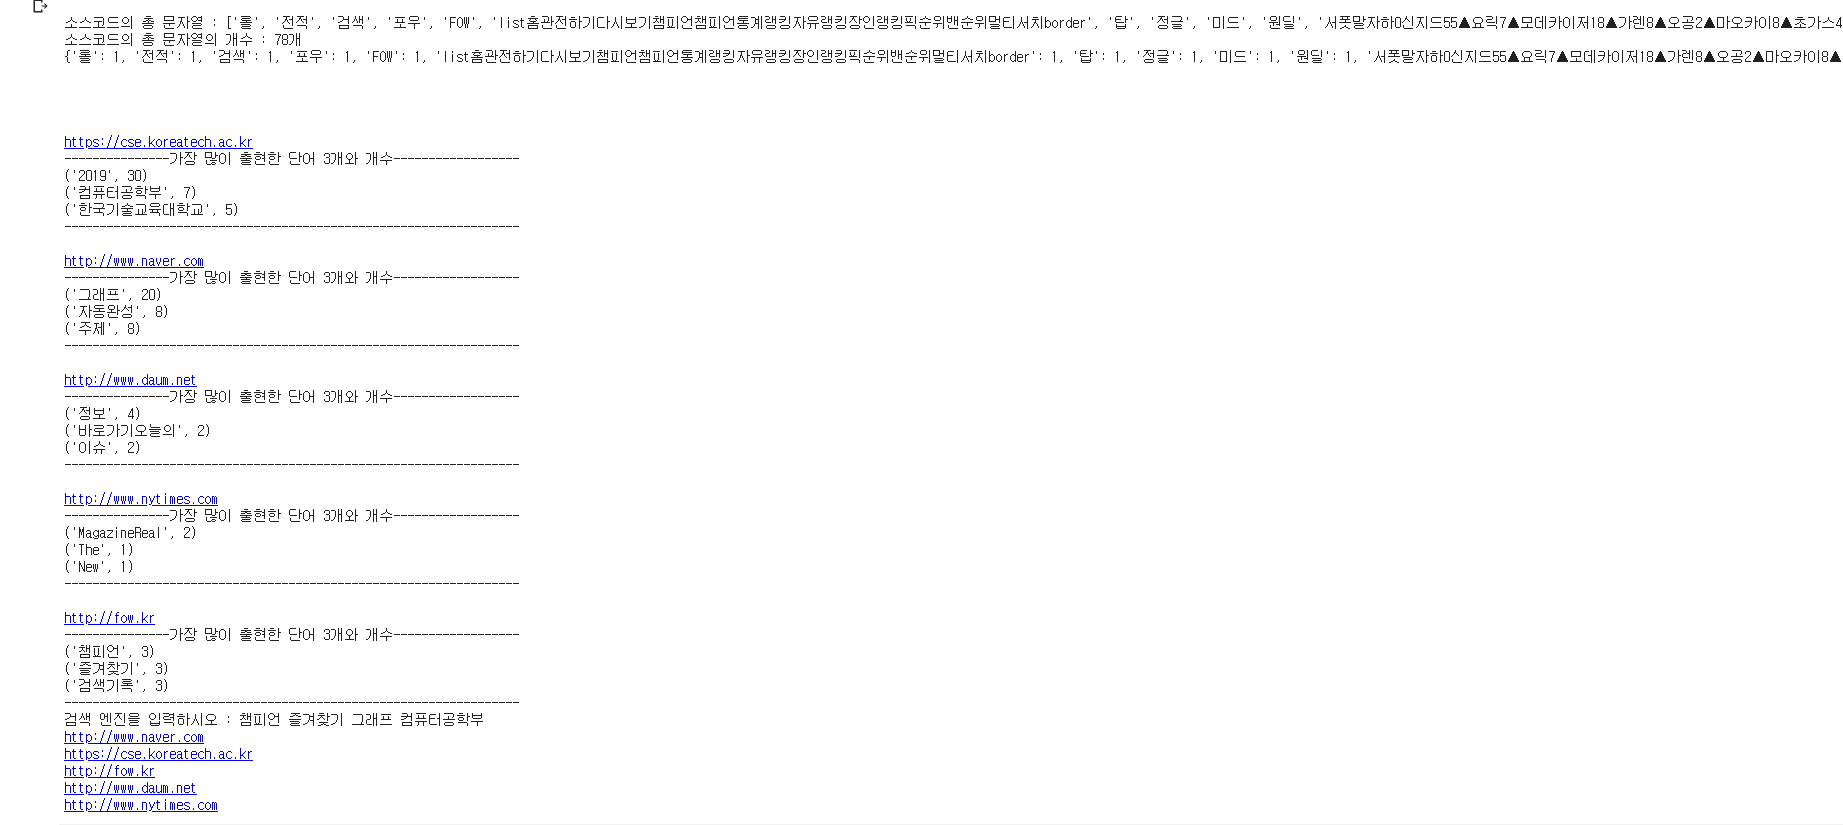 소스코드의 총 문자열 : ['롤', '전적', '검색', '포우', 'FOW', 'list홈관전하기다시보기챔피언챔피언통계랭킹자유랭킹장인랭킹픽순위밴순위멀티서치border', '탑', '정글', '미드', '원딜', '서폿말자하0신지드55▲요릭7▲모데카이저18▲가렌8▲오공2▲마오카이8▲초가스4
소스코드의 총 문자열의 개수 : 78개
{'롤': 1, '전적': 1, '검색': 1, '포우': 1, 'FOW': 1, 'list홈관전하기다시보기챔피언챔피언통계랭킹자유랭킹장인랭킹픽순위밴순위멀티서치border': 1, '탑': 1, '정글': 1, '미드': 1, '원딜': 1, '서폿말자하0신지드55▲요릭7▲모데카이저18▲가렌8▲오공2▲마오카이8▲
https://cse.koreatech.ac.kr
---------------가장 많이 출현한 단어 3개와 개수------------------
('2019', 30)
('컴퓨터공학부', 7)
('한국기술교육대학교', 5)
-----------------------------------------------------------------
http://www.naver.com
---------------가장 많이 출현한 단어 3개와 개수------------------
('그래프', 20)
('자동완성', 8)
('주제', 8)
-----------------------------------------------------------------
http://www.daum.net
---------------가장 많이 출현한 단어 3개와 개수------------------
('정보', 4)
('바로가기오늘의', 2)
('이슈', 2)
-----------------------------------------------------------------
http://www.nytimes.com
---------------가장 많이 출현한 단어 3개와 개수------------------
('MagazineReal', 2)
('The', 1)
('New', 1)
-----------------------------------------------------------------
http://fow.kr
---------------가장 많이 출현한 단어 3개와 개수------------------
('챔피언', 3)
('즐겨찾기', 3)
('검색기록', 3)
-----------------------------------------------------------------
검색 엔진을 입력하시오 : 챔피언 즐겨찾기 그래프 컴퓨터공학부
http://www.naver.com
https://cse.koreatech.ac.kr
http://fow.kr
http://www.daum.net
http://www.nytimes.com